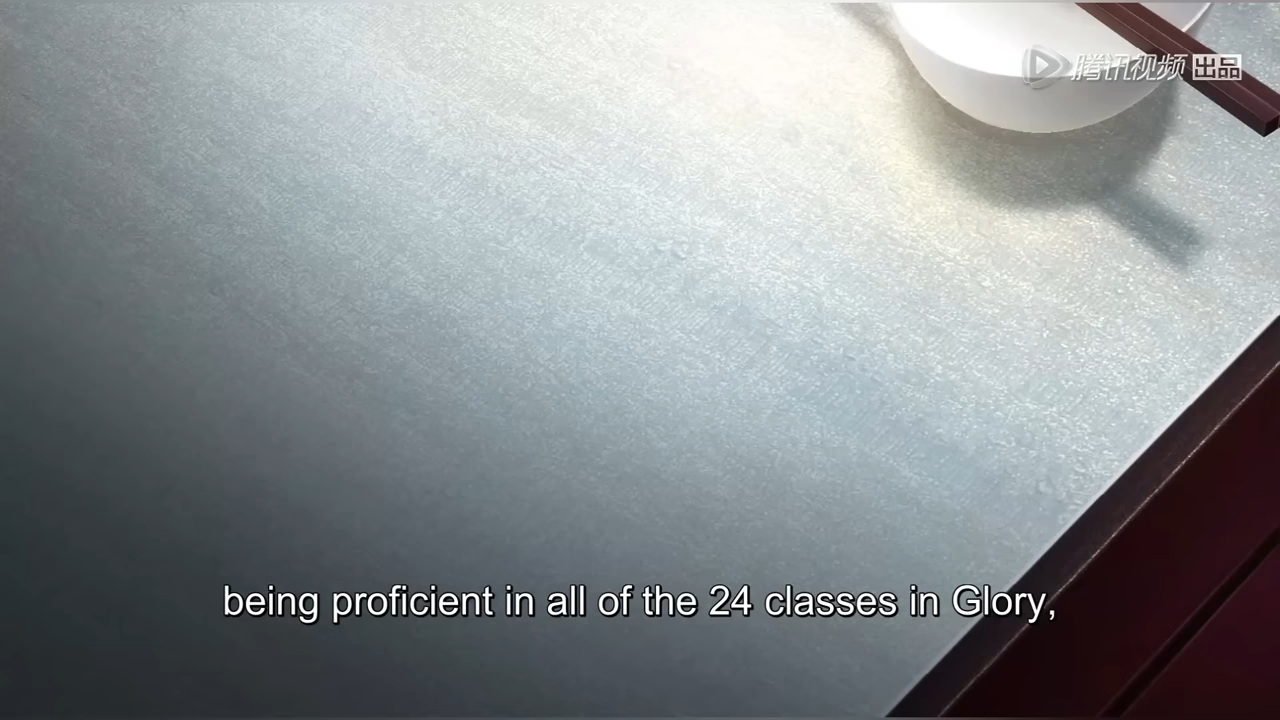 腾讯视频 出品
being proficient in all of the 24 classes in Glory,